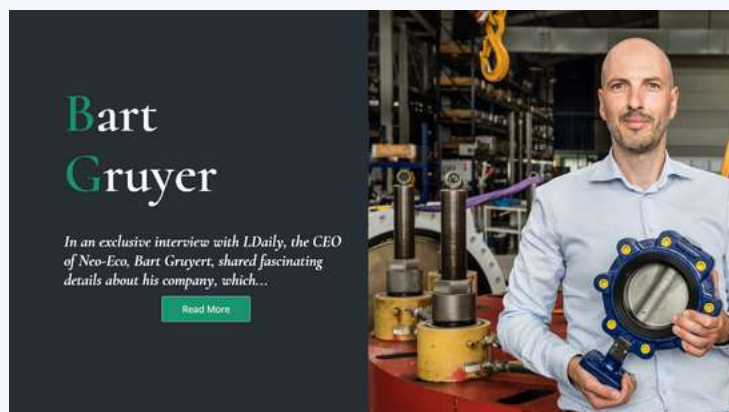 Bart
Gruyer
In an exclusive interview with LDaily, the CEO
of Neo-Eco, Bart Gruyert, shared fascinating
details about his company, which...
Read More